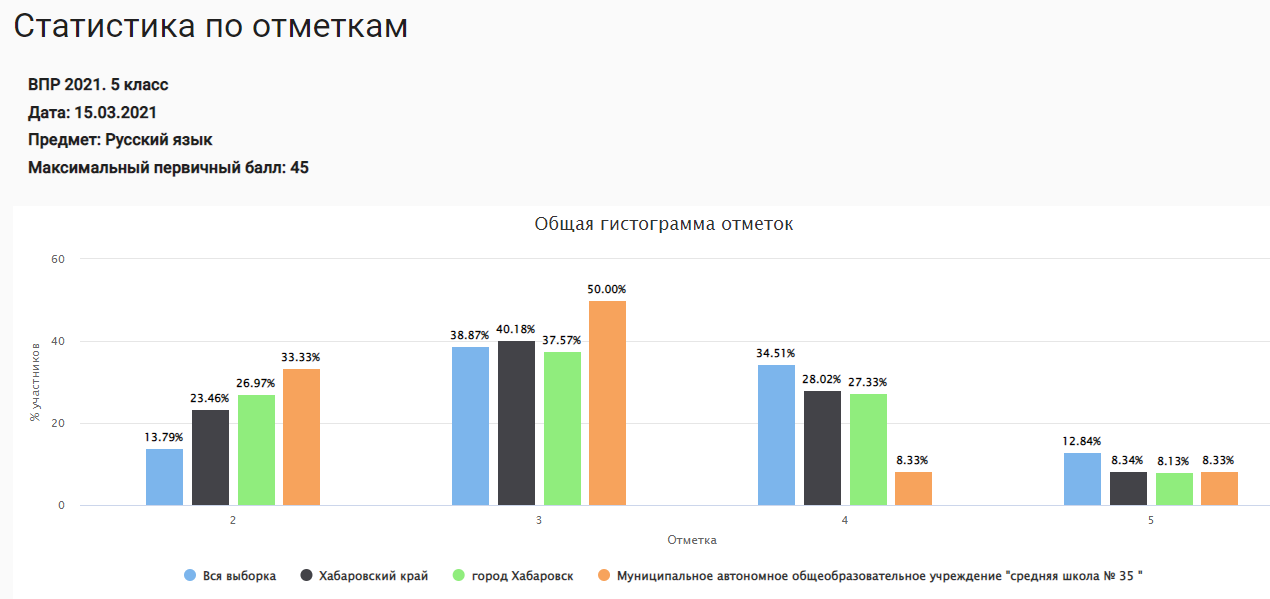 Статистика по отметкам
ВПР 2021. 5 класс
Дата: 15.03.2021
Предмет: Русский язык
Максимальный первичный балл: 45
Общая гистограмма отметок
% участников
60
40
20
0
13.79% 23.46% 26.97% 33.33%
38.87% 40.18% 37.57% 50.00%
34.51% 28.02% 27.33% 8.33%
12.84% 8.34% 8.13% 8.33%
2 3 4 5
Отметка
Вся выборка Хабаровский край город Хабаровск Муниципальное автономное общеобразовательное учреждение "средняя школа № 35 "